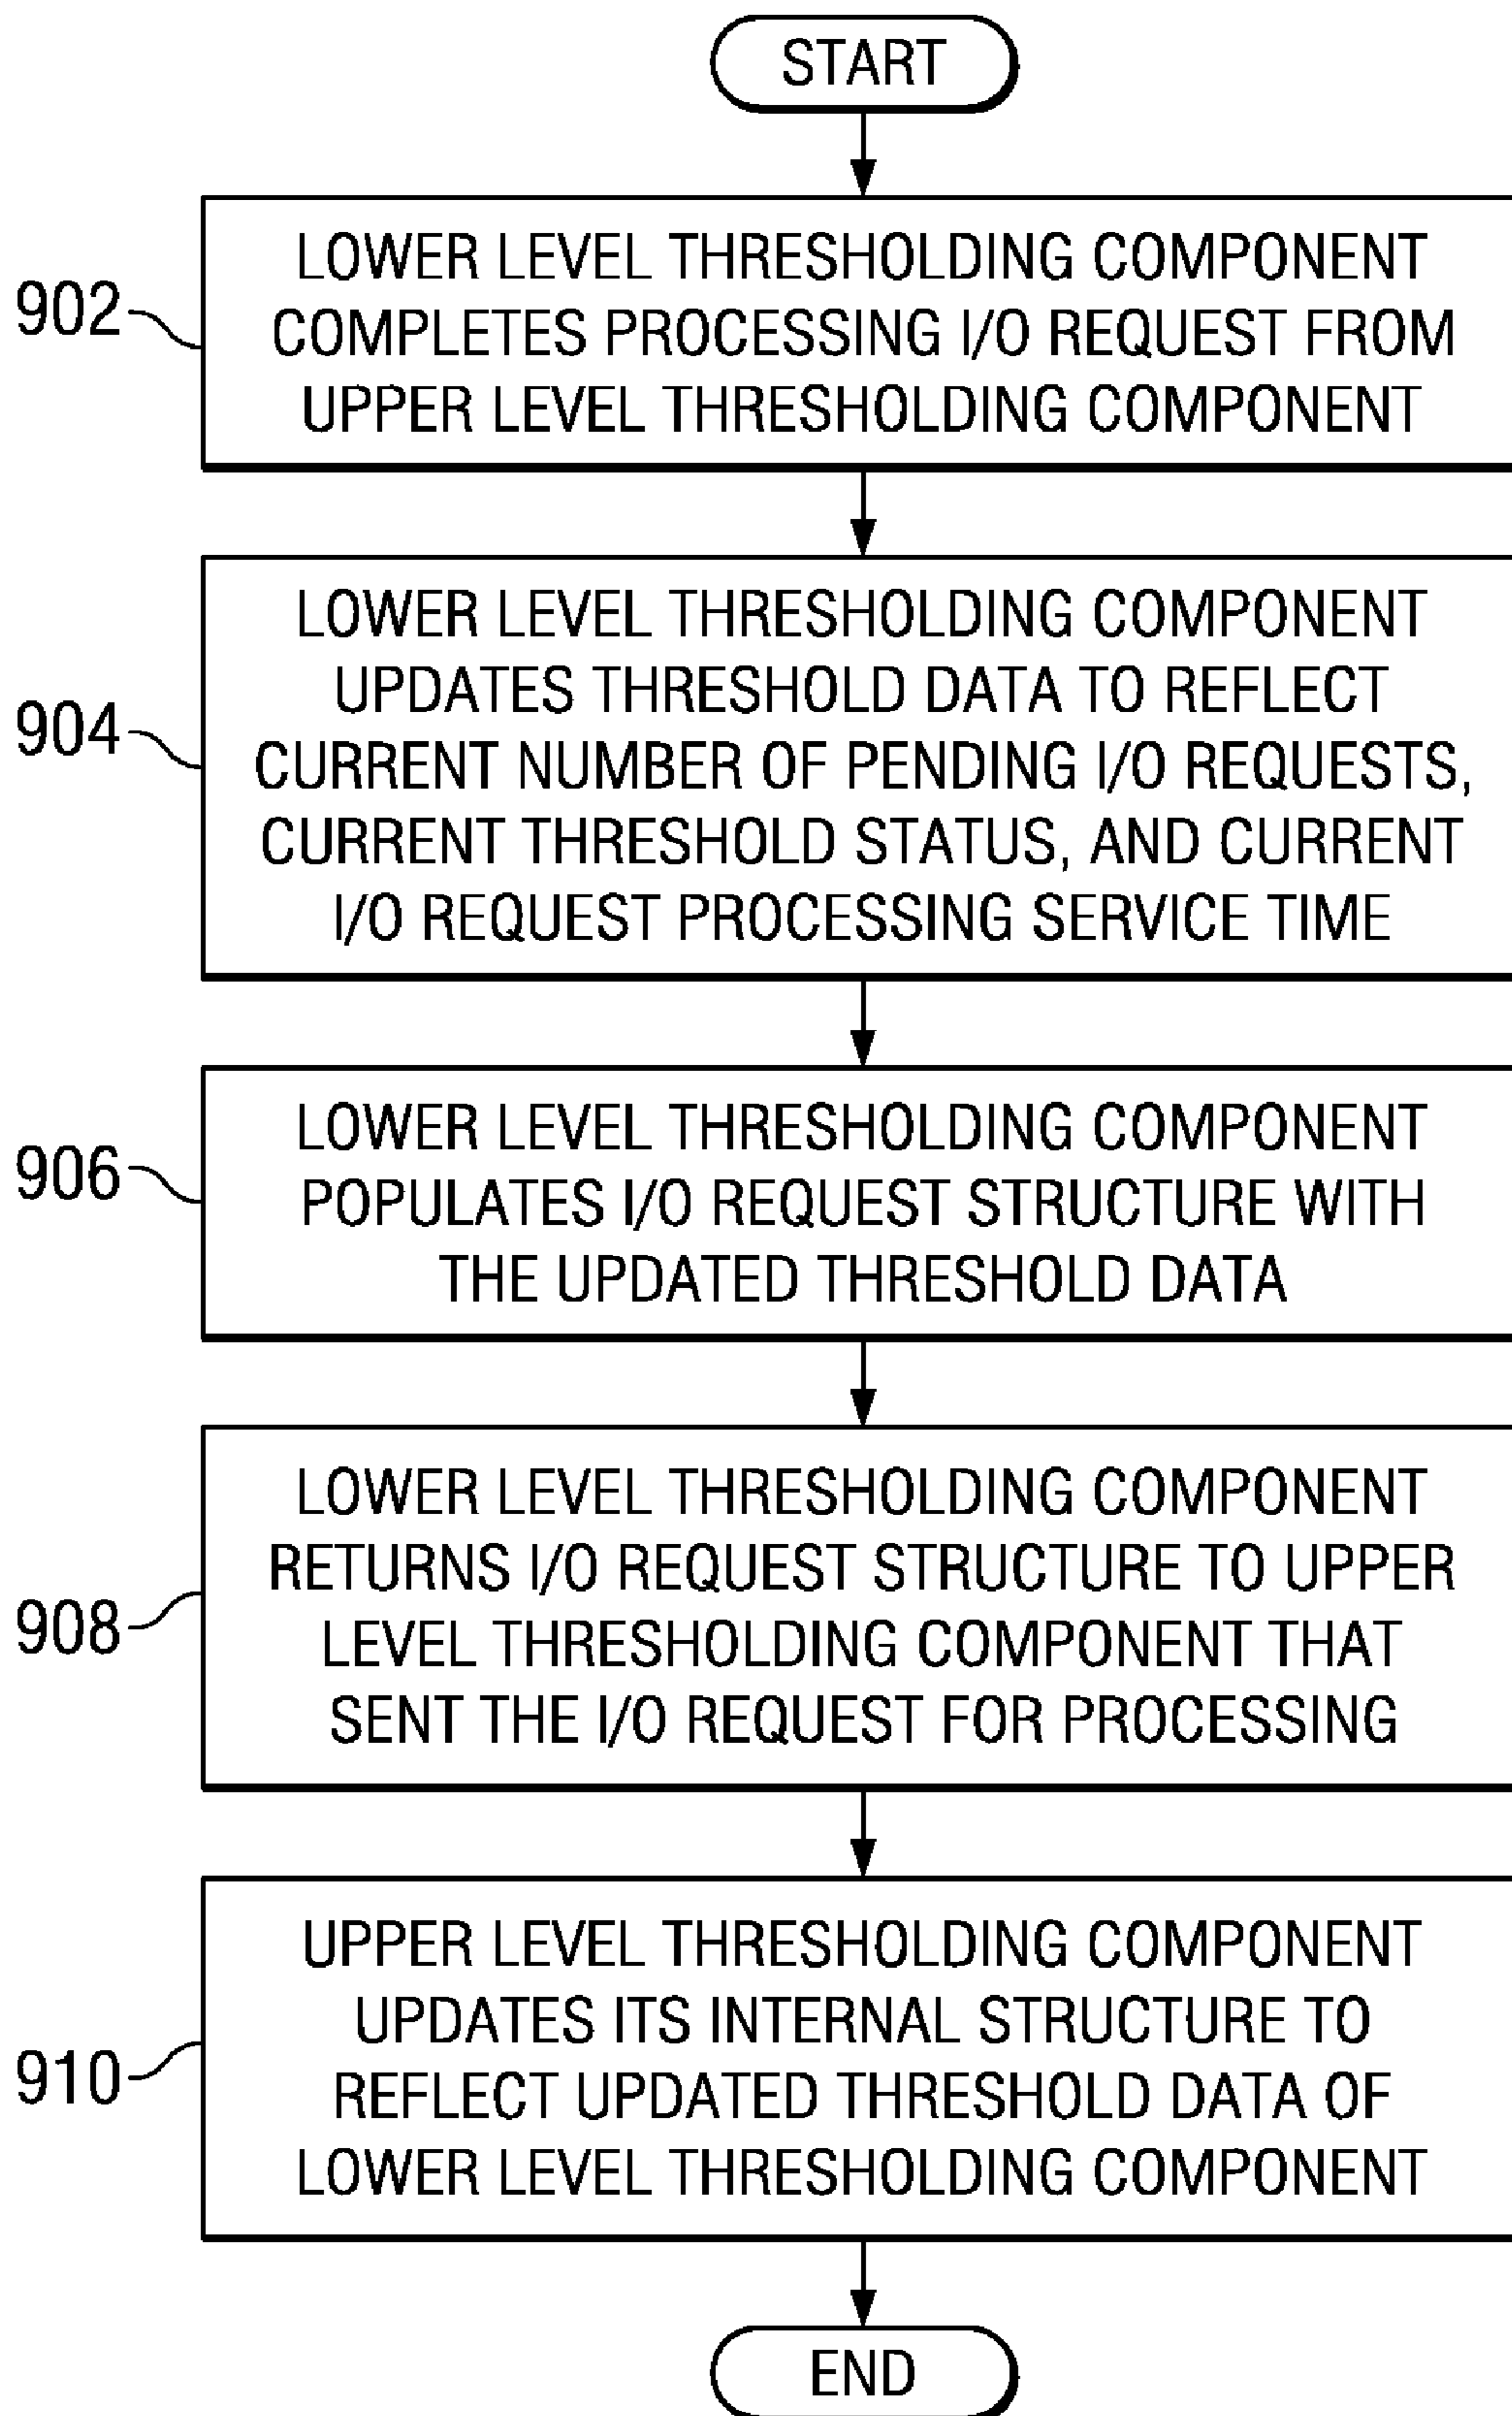 START
902
LOWER LEVEL THRESHOLDING COMPONENT
COMPLETES PROCESSING I/O REQUEST FROM
UPPER LEVEL THRESHOLDING COMPONENT
904
LOWER LEVEL THRESHOLDING COMPONENT
UPDATES THRESHOLD DATA TO REFLECT
CURRENT NUMBER OF PENDING I/O REQUESTS,
CURRENT THRESHOLD STATUS, AND CURRENT
I/O REQUEST PROCESSING SERVICE TIME
906
LOWER LEVEL THRESHOLDING COMPONENT
POPULATES I/O REQUEST STRUCTURE WITH
THE UPDATED THRESHOLD DATA
908
LOWER LEVEL THRESHOLDING COMPONENT
RETURNS I/O REQUEST STRUCTURE TO UPPER
LEVEL THRESHOLDING COMPONENT THAT
SENT THE I/O REQUEST FOR PROCESSING
910
UPPER LEVEL THRESHOLDING COMPONENT
UPDATES ITS INTERNAL STRUCTURE TO
REFLECT UPDATED THRESHOLD DATA OF
LOWER LEVEL THRESHOLDING COMPONENT
END